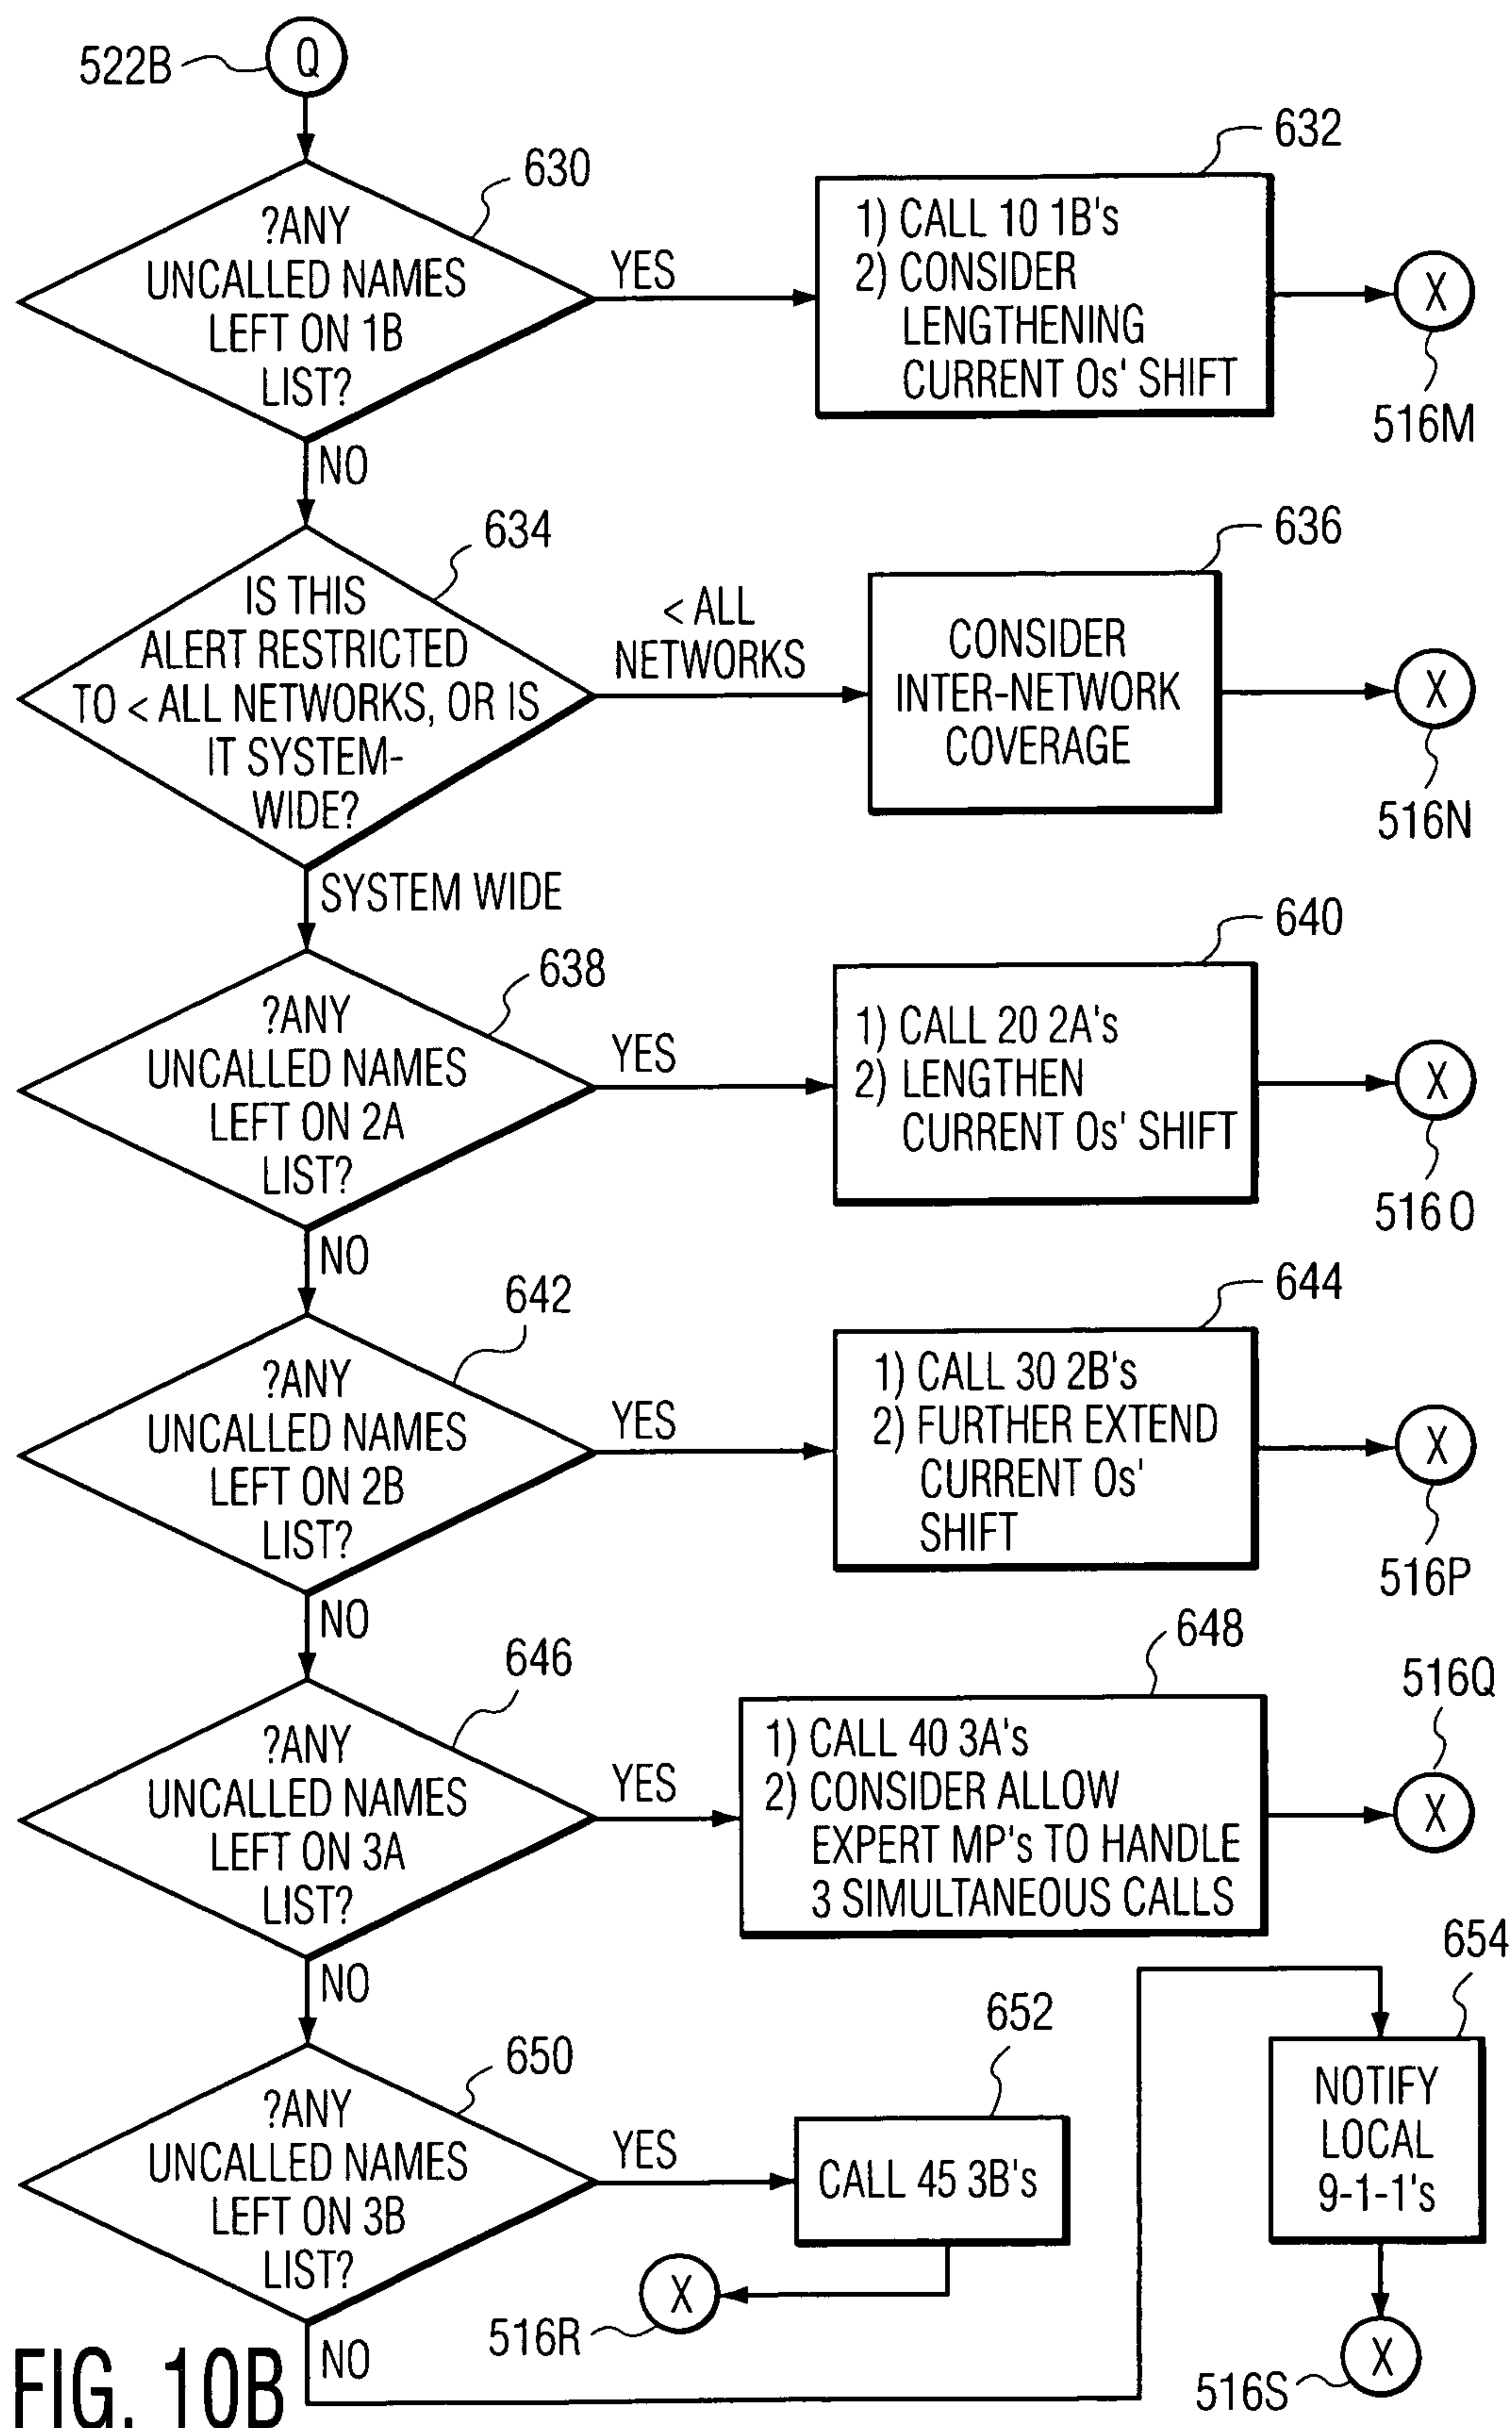 522B
Q
630
?ANY
UNCALLED NAMES
LEFT ON 1B
LIST?
YES
632
1) CALL 10 1B's
2) CONSIDER
LENGTHENING
CURRENT Os' SHIFT
X
516M
NO
634
IS THIS
ALERT RESTRICTED
TO < ALL NETWORKS, OR IS
IT SYSTEM-
WIDE?
< ALL
NETWORKS
636
CONSIDER
INTER-NETWORK
COVERAGE
X
516N
SYSTEM WIDE
638
?ANY
UNCALLED NAMES
LEFT ON 2A
LIST?
YES
640
1) CALL 20 2A's
2) LENGTHEN
CURRENT Os' SHIFT
X
516O
NO
642
?ANY
UNCALLED NAMES
LEFT ON 2B
LIST?
YES
644
1) CALL 30 2B's
2) FURTHER EXTEND
CURRENT Os'
SHIFT
X
516P
NO
646
?ANY
UNCALLED NAMES
LEFT ON 3A
LIST?
YES
648
1) CALL 40 3A's
2) CONSIDER ALLOW
EXPERT MP's TO HANDLE
3 SIMULTANEOUS CALLS
516Q
X
NO
650
?ANY
UNCALLED NAMES
LEFT ON 3B
LIST?
YES
652
CALL 45 3B's
X
516R
654
NOTIFY
LOCAL
9-1-1's
X
516S
NO
FIG. 10B